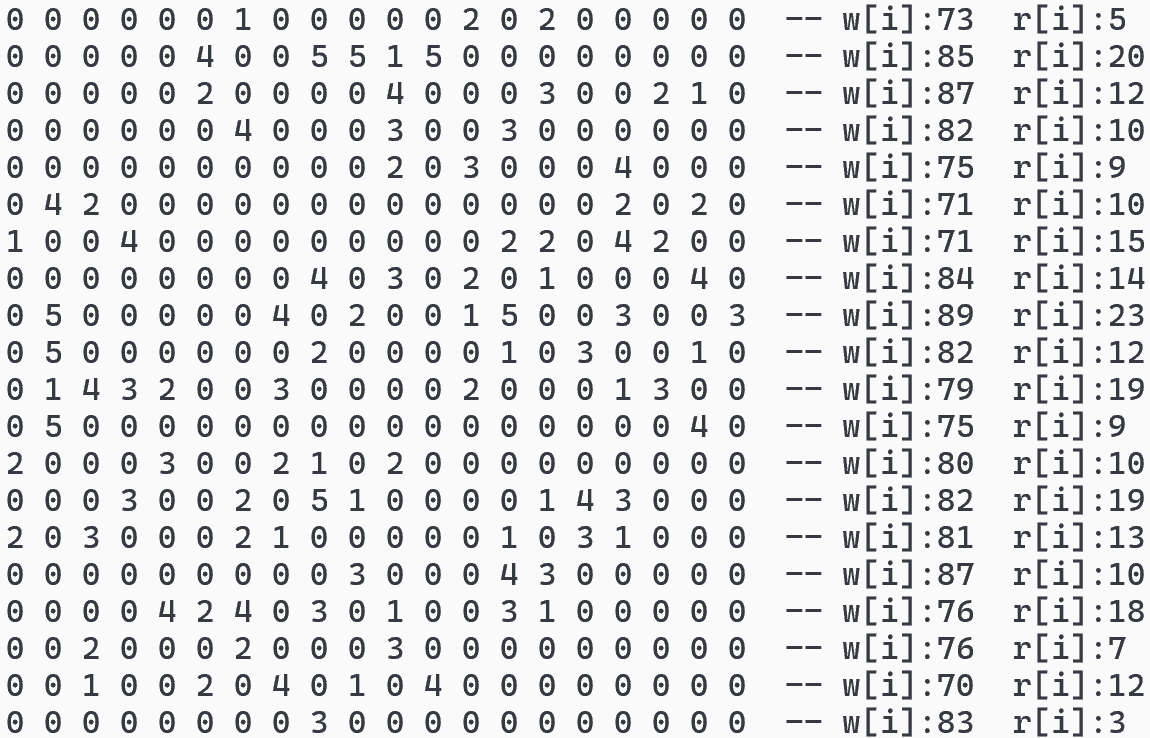 0 0 0 0 0 0 1 0 0 0 0 0 2 0 2 0 0 0 0 0 -- w[i]:73 r[i]:5
0 0 0 0 0 4 0 0 5 5 1 5 0 0 0 0 0 0 0 0 -- w[i]:85 r[i]:20
0 0 0 0 0 2 0 0 0 0 4 0 0 0 3 0 0 2 1 0 -- w[i]:87 r[i]:12
0 0 0 0 0 0 4 0 0 0 3 0 0 3 0 0 0 0 0 0 -- w[i]:82 r[i]:10
0 0 0 0 0 0 0 0 0 0 2 0 3 0 0 0 4 0 0 0 -- w[i]:75 r[i]:9
0 4 2 0 0 0 0 0 0 0 0 0 0 0 0 0 2 0 2 0 -- w[i]:71 r[i]:10
1 0 0 4 0 0 0 0 0 0 0 0 0 2 2 0 4 2 0 0 -- w[i]:71 r[i]:15
0 0 0 0 0 0 0 0 4 0 3 0 2 0 1 0 0 0 4 0 -- w[i]:84 r[i]:14
0 5 0 0 0 0 0 4 0 2 0 0 1 5 0 0 3 0 0 3 -- w[i]:89 r[i]:23
0 5 0 0 0 0 0 0 2 0 0 0 0 1 0 3 0 0 1 0 -- w[i]:82 r[i]:12
0 1 4 3 2 0 0 3 0 0 0 0 2 0 0 0 1 3 0 0 -- w[i]:79 r[i]:19
0 5 0 0 0 0 0 0 0 0 0 0 0 0 0 0 0 0 4 0 -- w[i]:75 r[i]:9
2 0 0 0 3 0 0 2 1 0 2 0 0 0 0 0 0 0 0 0 -- w[i]:80 r[i]:10
0 0 0 3 0 0 2 0 5 1 0 0 0 0 1 4 3 0 0 0 -- w[i]:82 r[i]:19
2 0 3 0 0 0 2 1 0 0 0 0 0 1 0 3 1 0 0 0 -- w[i]:81 r[i]:13
0 0 0 0 0 0 0 0 0 3 0 0 0 4 3 0 0 0 0 0 -- w[i]:87 r[i]:10
0 0 0 0 4 2 4 0 3 0 1 0 0 3 1 0 0 0 0 0 -- w[i]:76 r[i]:18
0 0 2 0 0 0 2 0 0 0 3 0 0 0 0 0 0 0 0 0 -- w[i]:76 r[i]:7
0 0 1 0 0 2 0 4 0 1 0 4 0 0 0 0 0 0 0 0 -- w[i]:70 r[i]:12
0 0 0 0 0 0 0 0 3 0 0 0 0 0 0 0 0 0 0 0 -- w[i]:83 r[i]:3